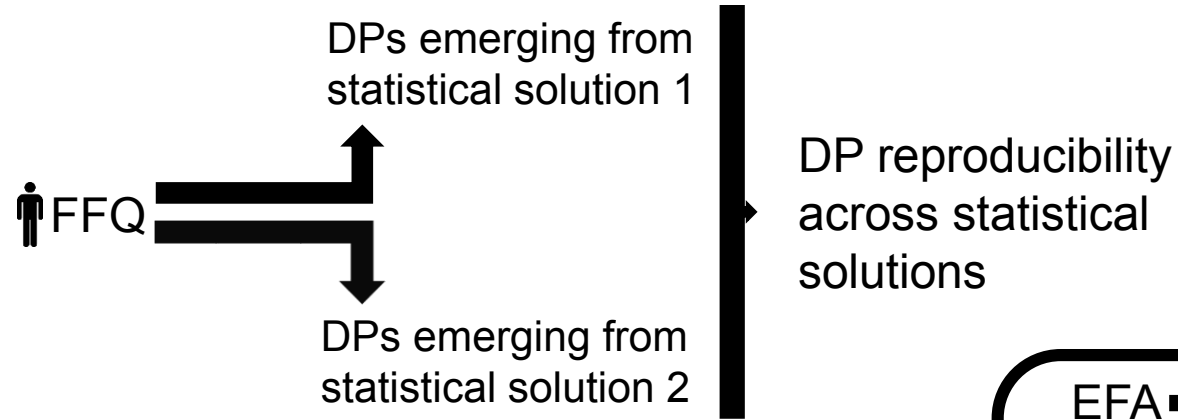 DPs emerging from
statistical solution 1
FFQ
DP reproducibility
across statistical
solutions
DPs emerging from
statistical solution 2
EFA